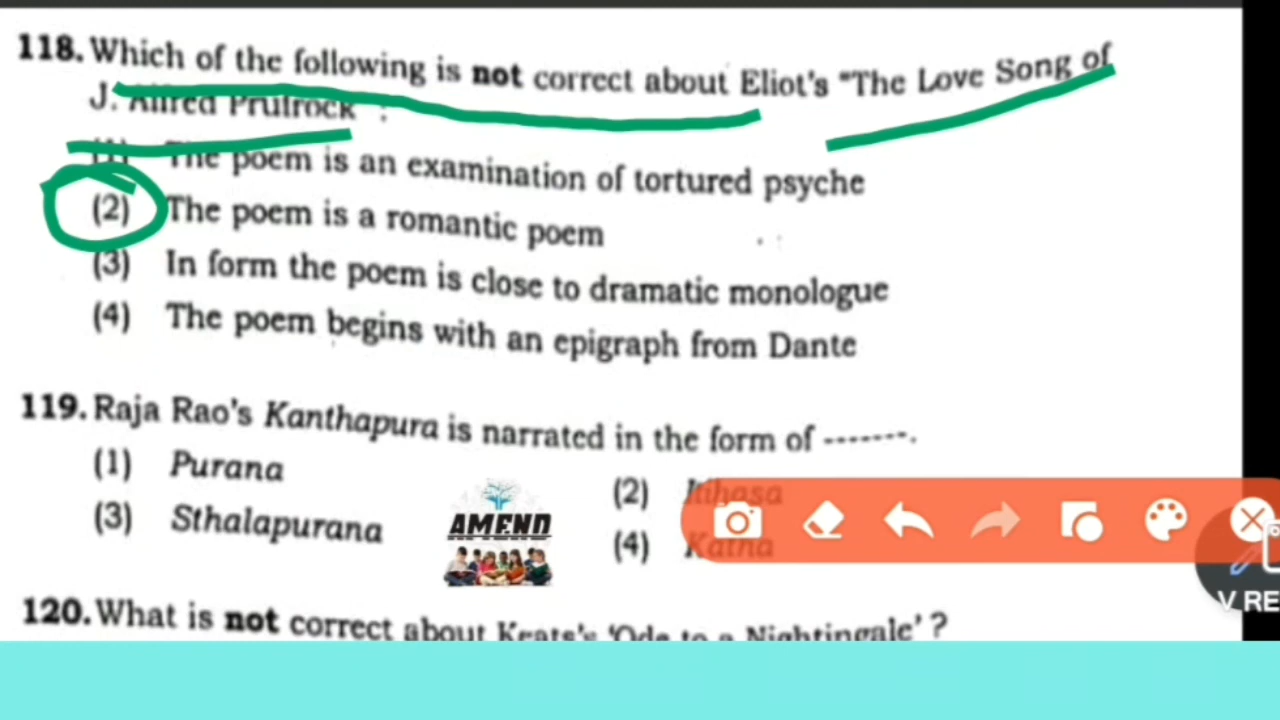 118. Which of the following is not correct about Eliot's "The Love Song of
J. Alfred Prufrock" ?
(1) The poem is an examination of tortured psyche
(2) The poem is a romantic poem
(3) In form the poem is close to dramatic monologue
(4) The poem begins with an epigraph from Dante
119. Raja Rao's Kanthapura is narrated in the form of -------.
(1) Purana
(2) Itihasa
(3) Sthalapurana
(4) Katha
AMEND
V RE
120. What is not correct about Keats's 'Ode to a Nightingale' ?